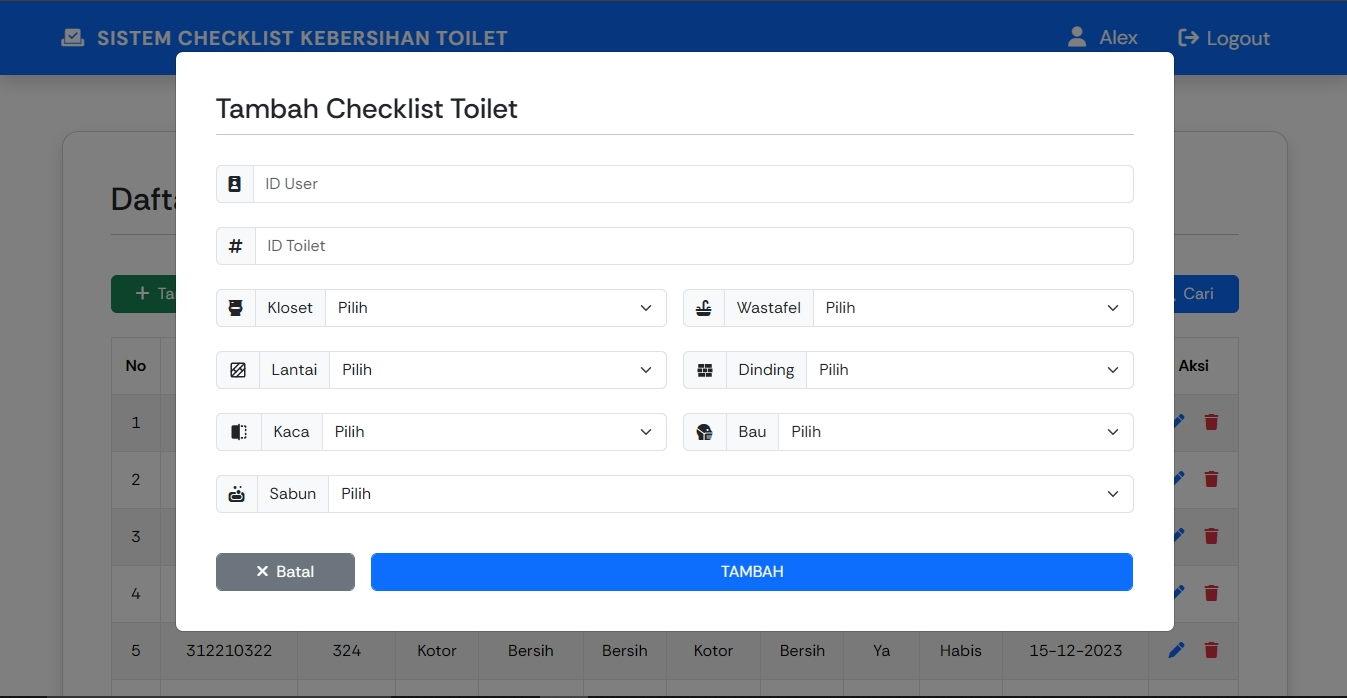 SISTEM CHECKLIST KEBERSIHAN TOILET Alex Logout
Tambah Checklist Toilet
ID User
ID Toilet
Kloset Pilih Wastafel Pilih
Lantai Pilih Dinding Pilih
Kaca Pilih Bau Pilih
Sabun Pilih
Batal TAMBAH
Cari
No Aksi
1
2
3
4
5 312210322 324 Kotor Bersih Bersih Kotor Bersih Ya Habis 15-12-2023